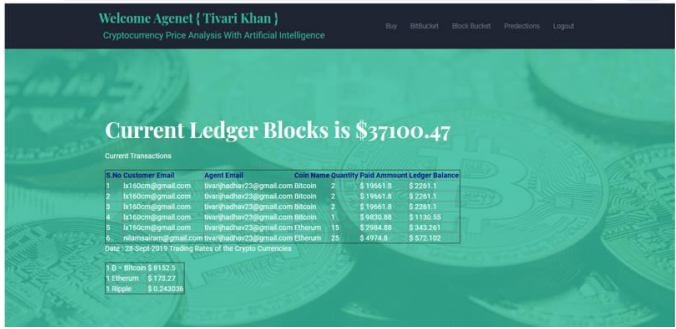 Welcome Agenet { Tivari Khan }
Cryptocurrency Price Analysis With Artificial Intelligence
Buy BitBucket Block Bucket Predections Logout
Current Ledger Blocks is $37100.47
Current Transactions
S.No Customer Email Agent Email Coin Name Quantity Paid Ammount Ledger Balance
1 lx160cm@gmail.com tivarijhadhav23@gmail.com Bitcoin 2 $ 19661.8 $ 2261.1
2 lx160cm@gmail.com tivarijhadhav23@gmail.com Bitcoin 2 $ 19661.8 $ 2261.1
3 lx160cm@gmail.com tivarijhadhav23@gmail.com Bitcoin 2 $ 19661.8 $ 2261.1
4 lx160cm@gmail.com tivarijhadhav23@gmail.com Bitcoin 1 $ 9830.88 $ 1130.55
5 lx160cm@gmail.com tivarijhadhav23@gmail.com Etherum 15 $ 2984.88 $ 343.261
6 nilamsairam@gmail.com tivarijhadhav23@gmail.com Etherum 25 $ 4974.8 $ 572.102
Date : 28-Sept-2019 Trading Rates of the Crypto Currencies
1 B – Bitcoin $ 8152.5
1 Etherum $ 173.27
1 Ripple $ 0.243036